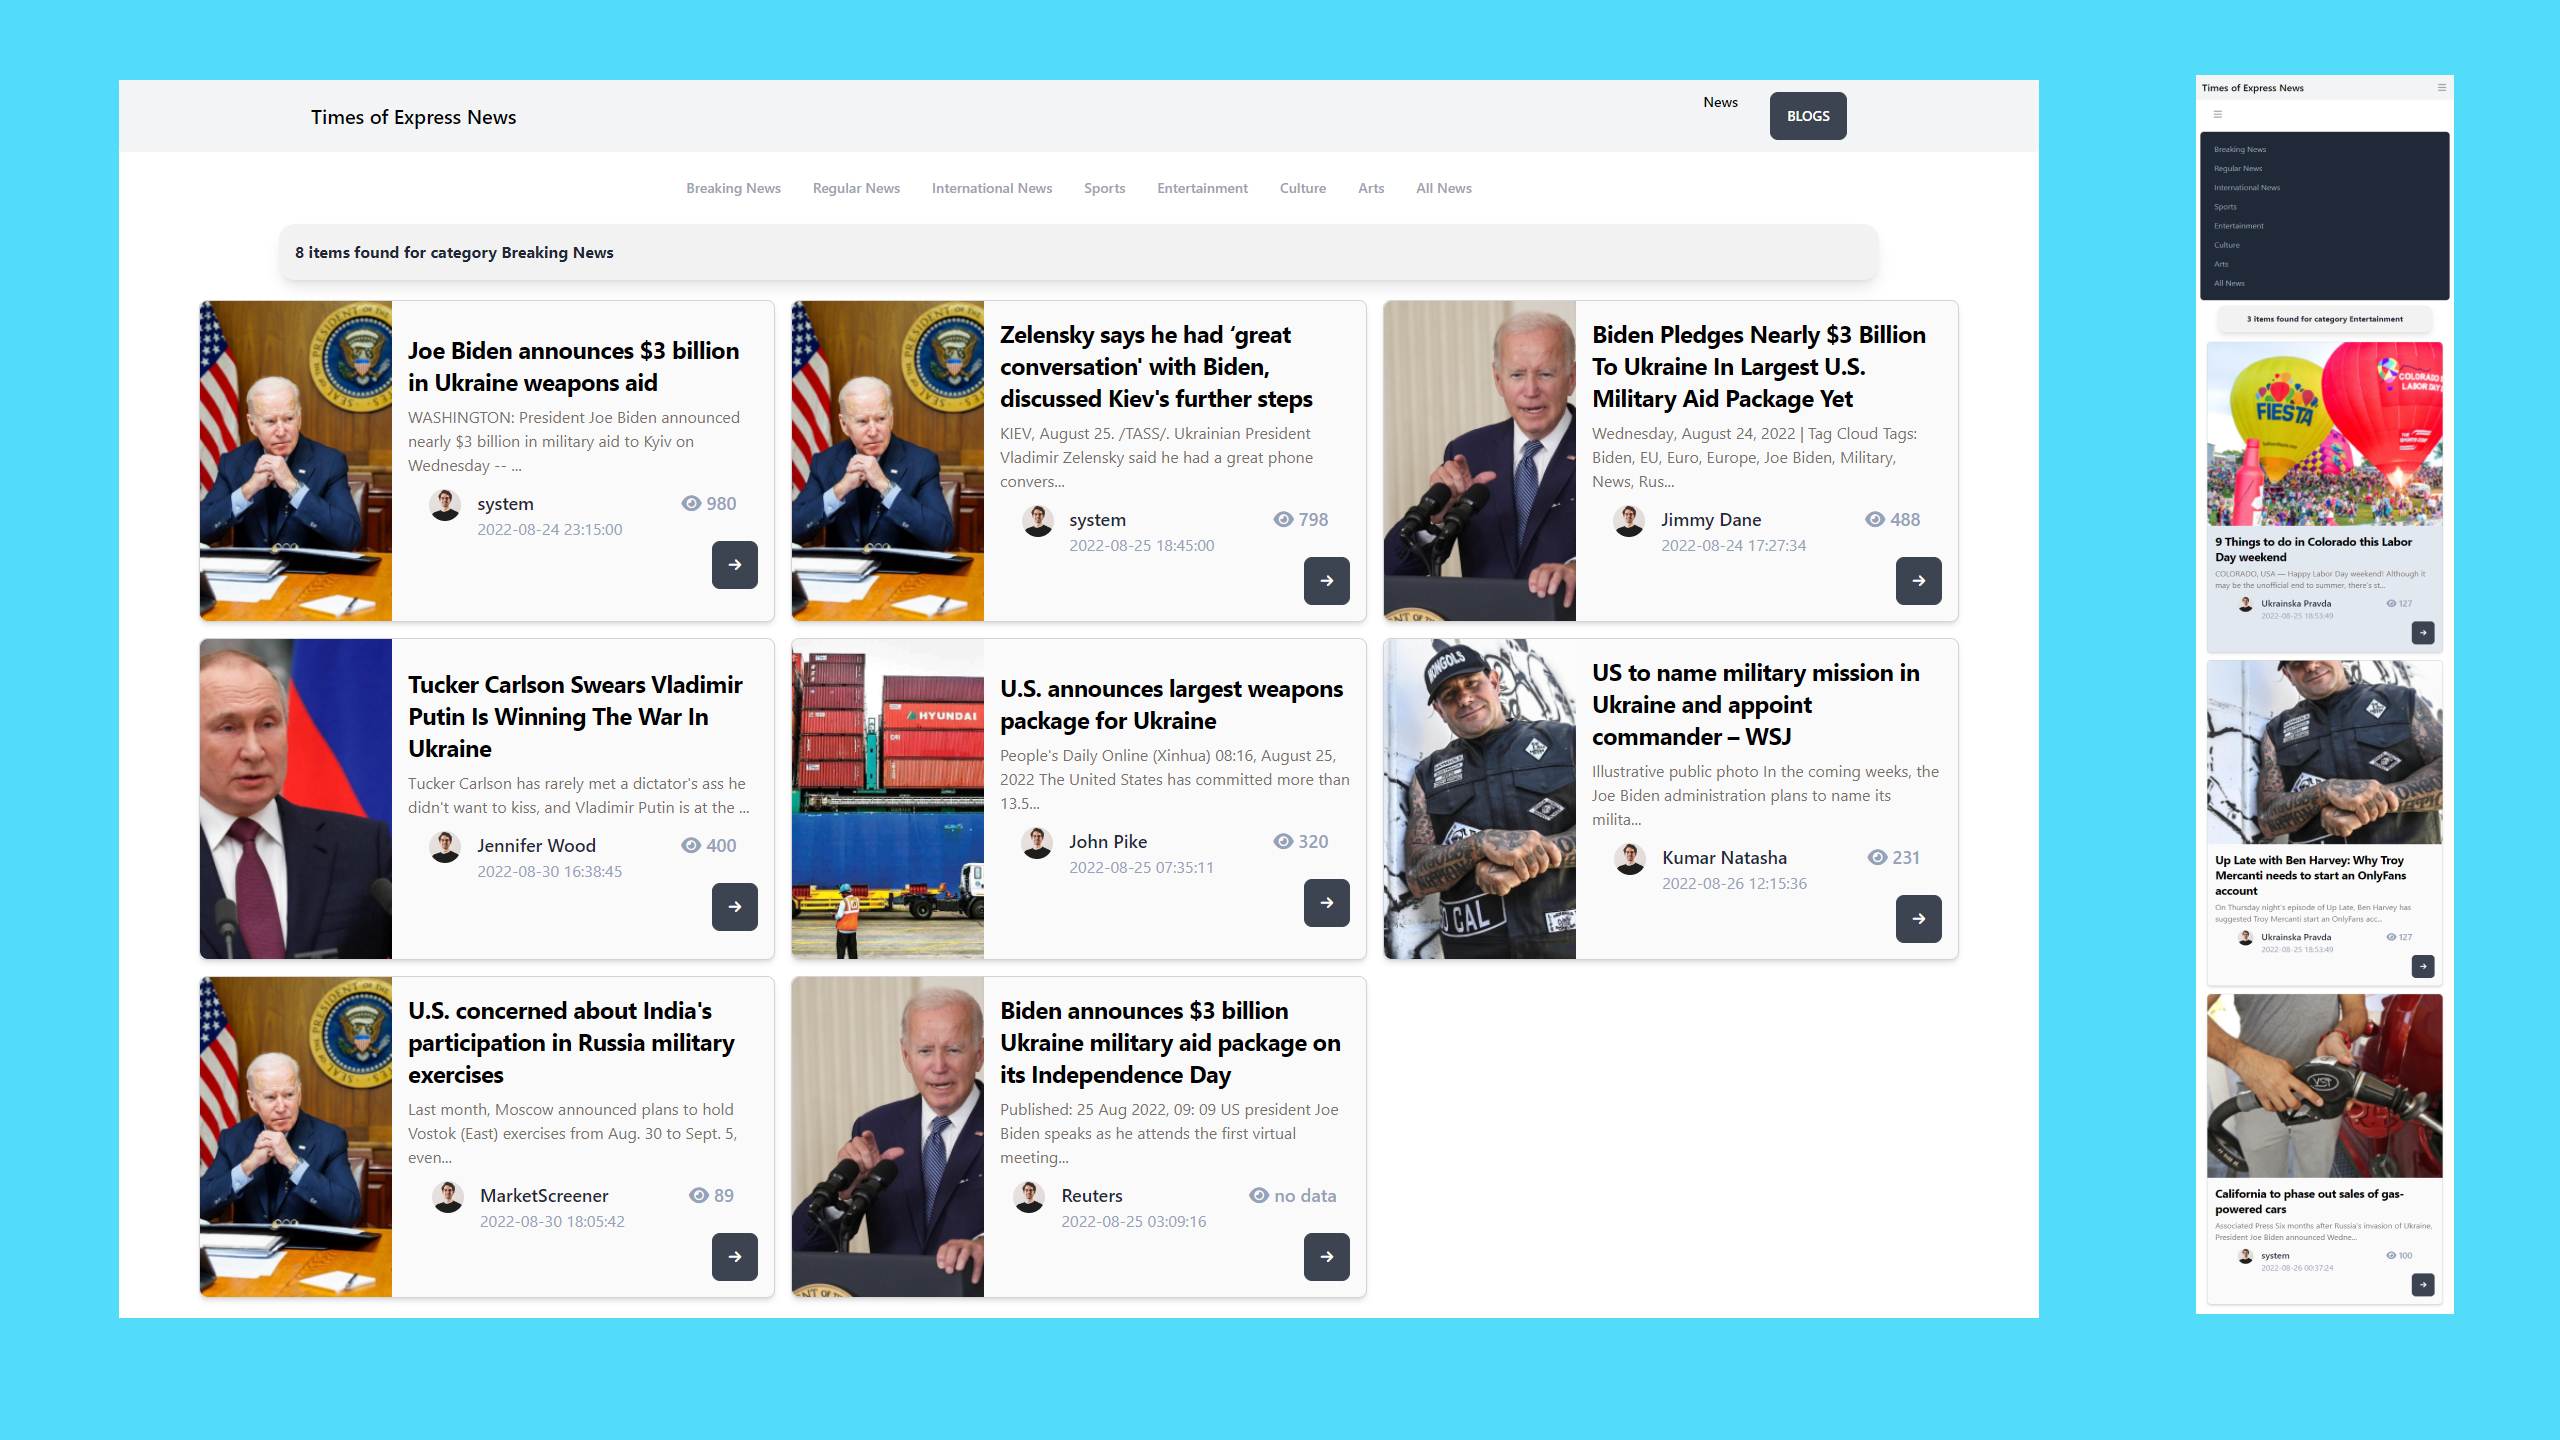 Times of Express News
News
BLOGS
Breaking News
Regular News
International News
Sports
Entertainment
Culture
Arts
All News
8 items found for category Breaking News
Joe Biden announces $3 billion
in Ukraine weapons aid
WASHINGTON: President Joe Biden announced
nearly $3 billion in military aid to Kyiv on
Wednesday -- ...
system
980
2022-08-24 23:15:00
Zelensky says he had ‘great
conversation' with Biden,
discussed Kiev's further steps
KIEV, August 25. /TASS/. Ukrainian President
Vladimir Zelensky said he had a great phone
convers...
system
798
2022-08-25 18:45:00
Biden Pledges Nearly $3 Billion
To Ukraine In Largest U.S.
Military Aid Package Yet
Wednesday, August 24, 2022 | Tag Cloud Tags:
Biden, EU, Euro, Europe, Joe Biden, Military,
News, Rus...
Jimmy Dane
488
2022-08-24 17:27:34
Tucker Carlson Swears Vladimir
Putin Is Winning The War In
Ukraine
Tucker Carlson has rarely met a dictator's ass he
didn't want to kiss, and Vladimir Putin is at the ...
Jennifer Wood
400
2022-08-30 16:38:45
HYUNDAI
U.S. announces largest weapons
package for Ukraine
People's Daily Online (Xinhua) 08:16, August 25,
2022 The United States has committed more than
13.5...
John Pike
320
2022-08-25 07:35:11
MONGOLS
SO CAL
US to name military mission in
Ukraine and appoint
commander – WSJ
Illustrative public photo In the coming weeks, the
Joe Biden administration plans to name its
milita...
Kumar Natasha
231
2022-08-26 12:15:36
U.S. concerned about India's
participation in Russia military
exercises
Last month, Moscow announced plans to hold
Vostok (East) exercises from Aug. 30 to Sept. 5,
even...
MarketScreener
89
2022-08-30 18:05:42
Biden announces $3 billion
Ukraine military aid package on
its Independence Day
Published: 25 Aug 2022, 09: 09 US president Joe
Biden speaks as he attends the first virtual
meeting...
Reuters
no data
2022-08-25 03:09:16
Times of Express News
Breaking News
Regular News
International News
Sports
Entertainment
Culture
Arts
All News
3 items found for category Entertainment
FIESTA
COLORADO
LABOR DAY
9 Things to do in Colorado this Labor
Day weekend
COLORADO, USA — Happy Labor Day weekend! Although it
may be the unofficial end to summer, there's st...
Ukrainska Pravda
127
2022-08-25 18:53:49
Up Late with Ben Harvey: Why Troy
Mercanti needs to start an OnlyFans
account
On Thursday night's episode of Up Late, Ben Harvey has
suggested Troy Mercanti start an OnlyFans acc...
Ukrainska Pravda
127
2022-08-25 18:53:49
California to phase out sales of gas-
powered cars
Associated Press Six months after Russia's invasion of Ukraine,
President Joe Biden announced Wedne...
system
100
2022-08-26 00:37:24